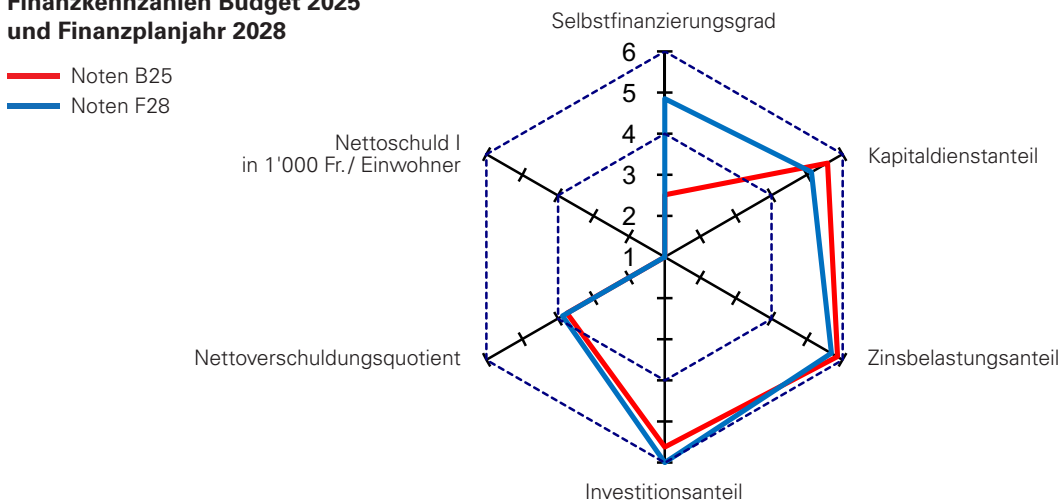 Finanzkennzahlen Budget 2025
und Finanzplanjahr 2028
Noten B25
Noten F28
Selbstfinanzierungsgrad
6
5
4
3
2
1
Nettoschuld I
in 1'000 Fr./ Einwohner
Kapitaldienstanteil
Nettoverschuldungsquotient
Zinsbelastungsanteil
Investitionsanteil